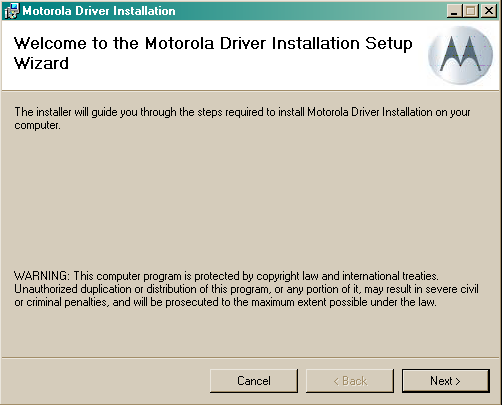 Motorola Driver Installation
Welcome to the Motorola Driver Installation Setup
Wizard
The installer will guide you through the steps required to install Motorola Driver Installation on your
computer.
WARNING: This computer program is protected by copyright law and international treaties.
Unauthorized duplication or distribution of this program, or any portion of it, may result in severe civil
or criminal penalties, and will be prosecuted to the maximum extent possible under the law.
Cancel < Back Next >